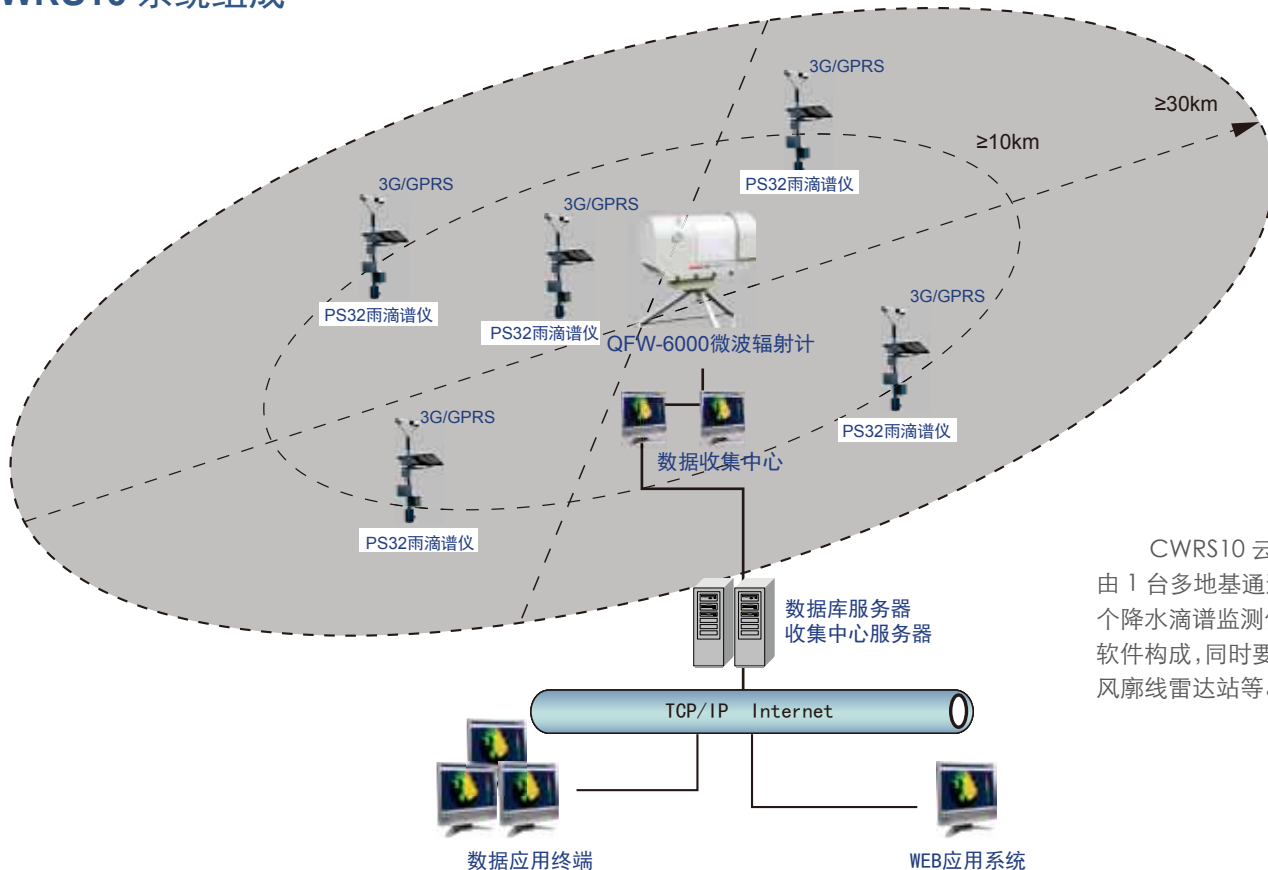 WRS10 系统组成
3G/GPRS
≥30km
≥10km
PS32雨滴谱仪
3G/GPRS
3G/GPRS
PS32雨滴谱仪
PS32雨滴谱仪
QFW-6000微波辐射计
3G/GPRS
PS32雨滴谱仪
3G/GPRS
PS32雨滴谱仪
数据收集中心
数据库服务器
收集中心服务器
TCP/IP Internet
数据应用终端
WEB应用系统
CWRS10 云
由 1 台多地基通
个降水滴谱监测
软件构成,同时要
风廓线雷达站等